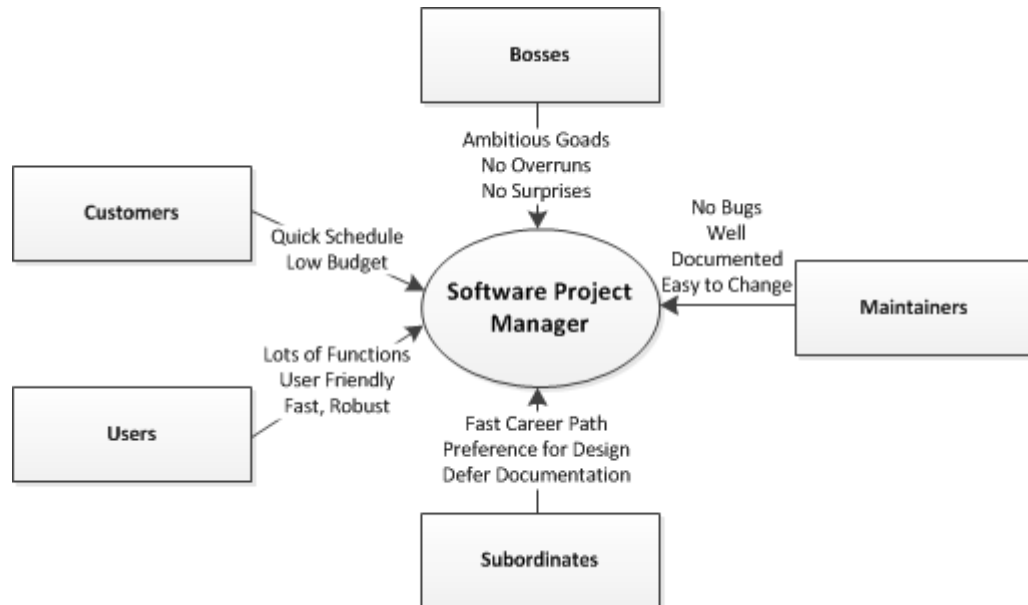 Bosses
Ambitious Goads
No Overruns
No Surprises
Customers
Quick Schedule
Low Budget
No Bugs
Well
Documented
Easy to Change
Software Project
Manager
Maintainers
Lots of Functions
User Friendly
Fast, Robust
Users
Fast Career Path
Preference for Design
Defer Documentation
Subordinates